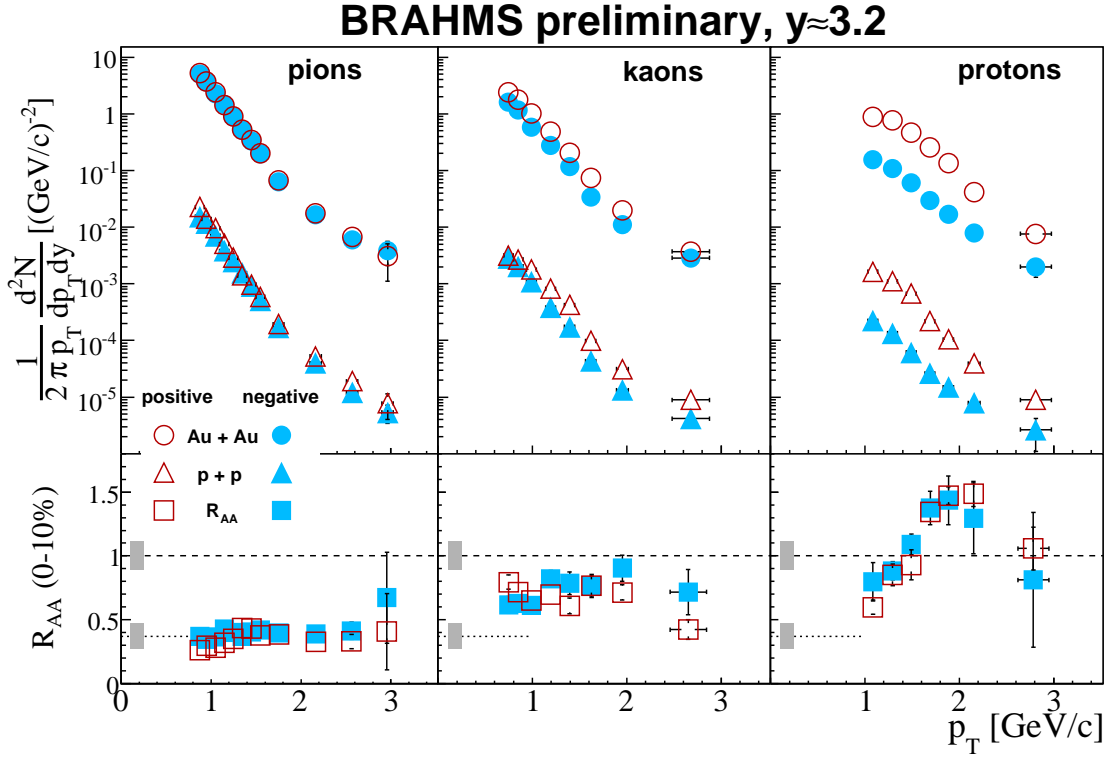 BRAHMS preliminary, y≈3.2
pions
kaons
protons
10
1
10⁻¹
10⁻²
10⁻³
10⁻⁴
10⁻⁵
1/(2π p_T) d²N/(dp_T dy) [(GeV/c)⁻²]
positive negative
Au + Au
p + p
R_AA
R_AA (0-10%)
1.5
1
0.5
0
0 1 2 3
1 2 3
1 2 3
p_T [GeV/c]